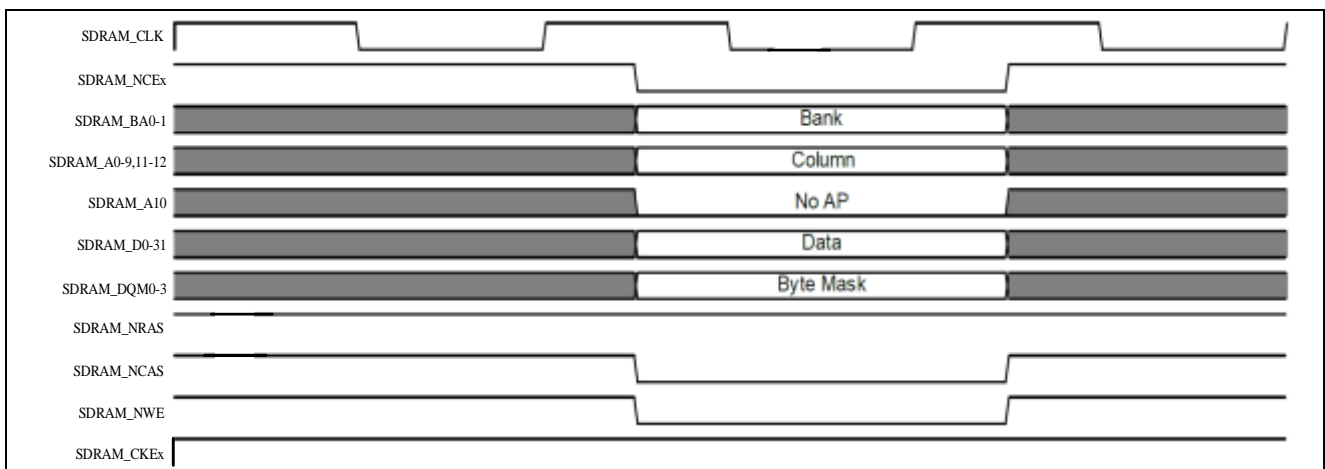 SDRAM_CLK
SDRAM_NCEx
SDRAM_BA0-1 Bank
SDRAM_A0-9,11-12 Column
SDRAM_A10 No AP
SDRAM_D0-31 Data
SDRAM_DQM0-3 Byte Mask
SDRAM_NRAS
SDRAM_NCAS
SDRAM_NWE
SDRAM_CKEx